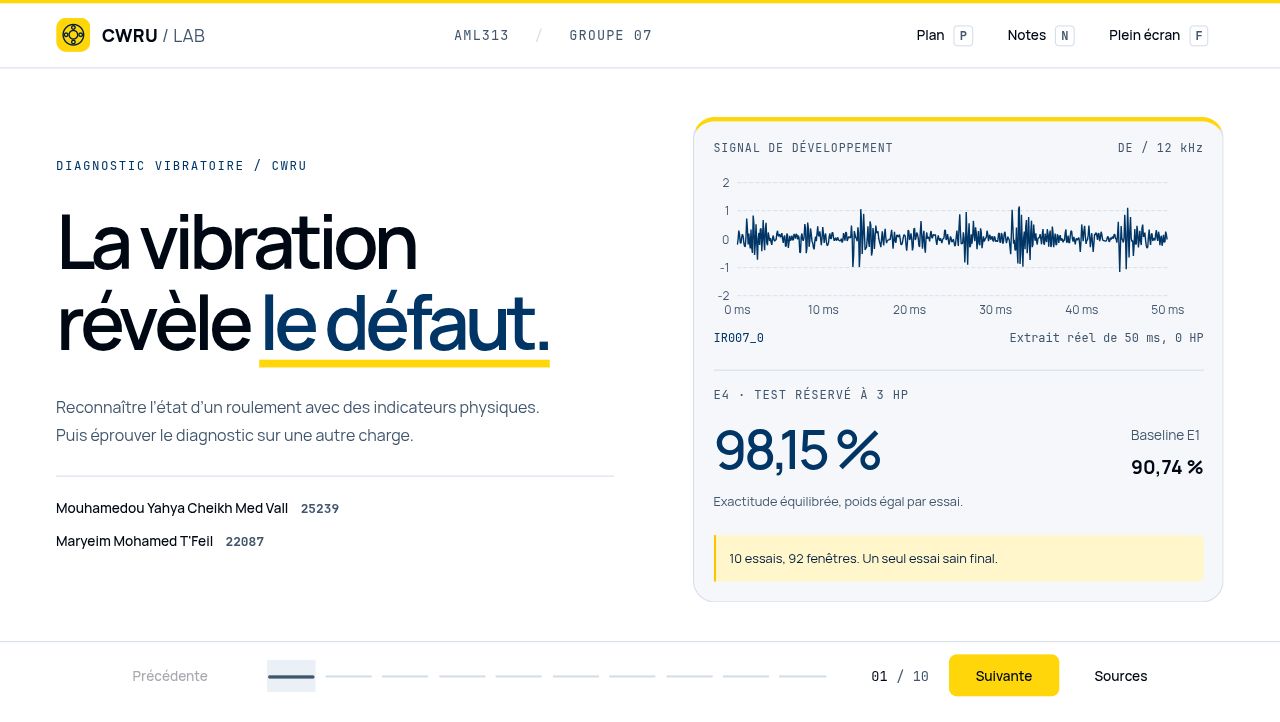 CWRU / LAB
AML313 / GROUPE 07
Plan P Notes N Plein écran F
DIAGNOSTIC VIBRATOIRE / CWRU
La vibration
révèle le défaut.
Reconnaître l’état d’un roulement avec des indicateurs physiques.
Puis éprouver le diagnostic sur une autre charge.
Mouhamedou Yahya Cheikh Med Vall 25239
Maryeim Mohamed T'Feil 22087
SIGNAL DE DÉVELOPPEMENT DE / 12 kHz
2
1
0
-1
-2
0 ms 10 ms 20 ms 30 ms 40 ms 50 ms
IR007_0 Extrait réel de 50 ms, 0 HP
E4 · TEST RÉSERVÉ À 3 HP
98,15 %
Baseline E1
90,74 %
Exactitude équilibrée, poids égal par essai.
10 essais, 92 fenêtres. Un seul essai sain final.
Précédente 01 / 10 Suivante Sources